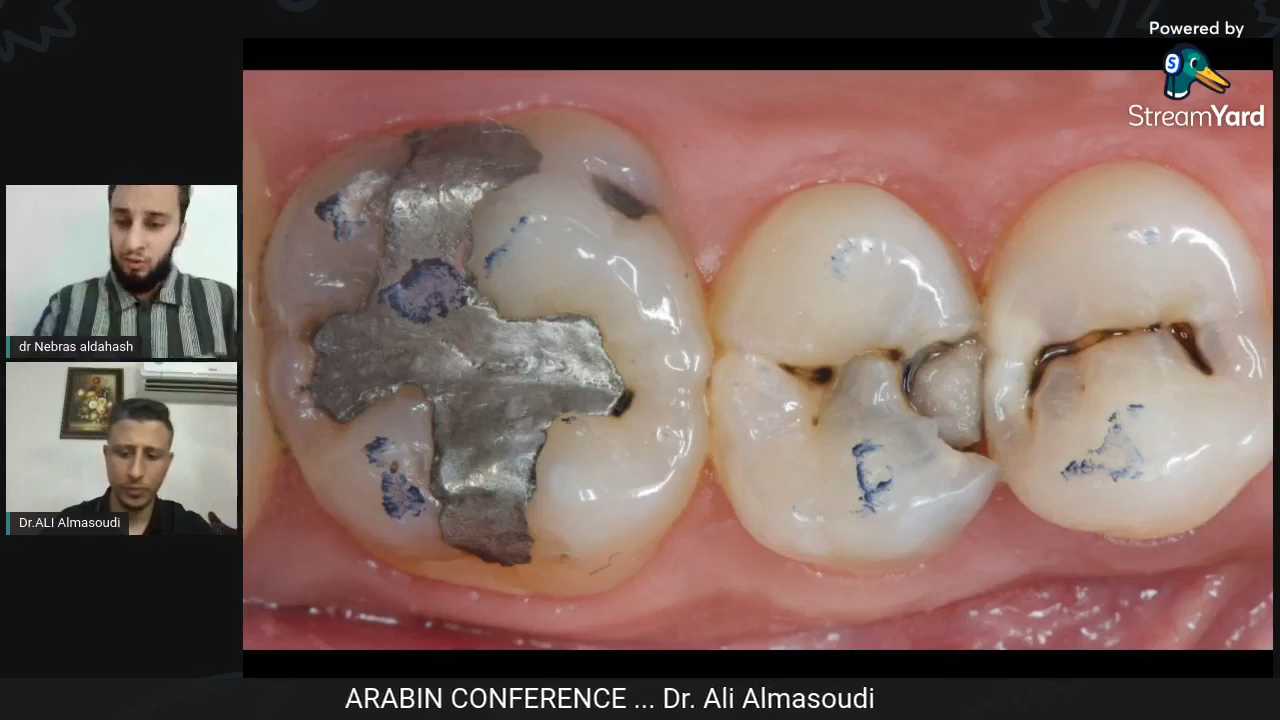 Powered by
S
StreamYard
dr Nebras aldahash
Dr.ALI Almasoudi
ARABIN CONFERENCE ... Dr. Ali Almasoudi